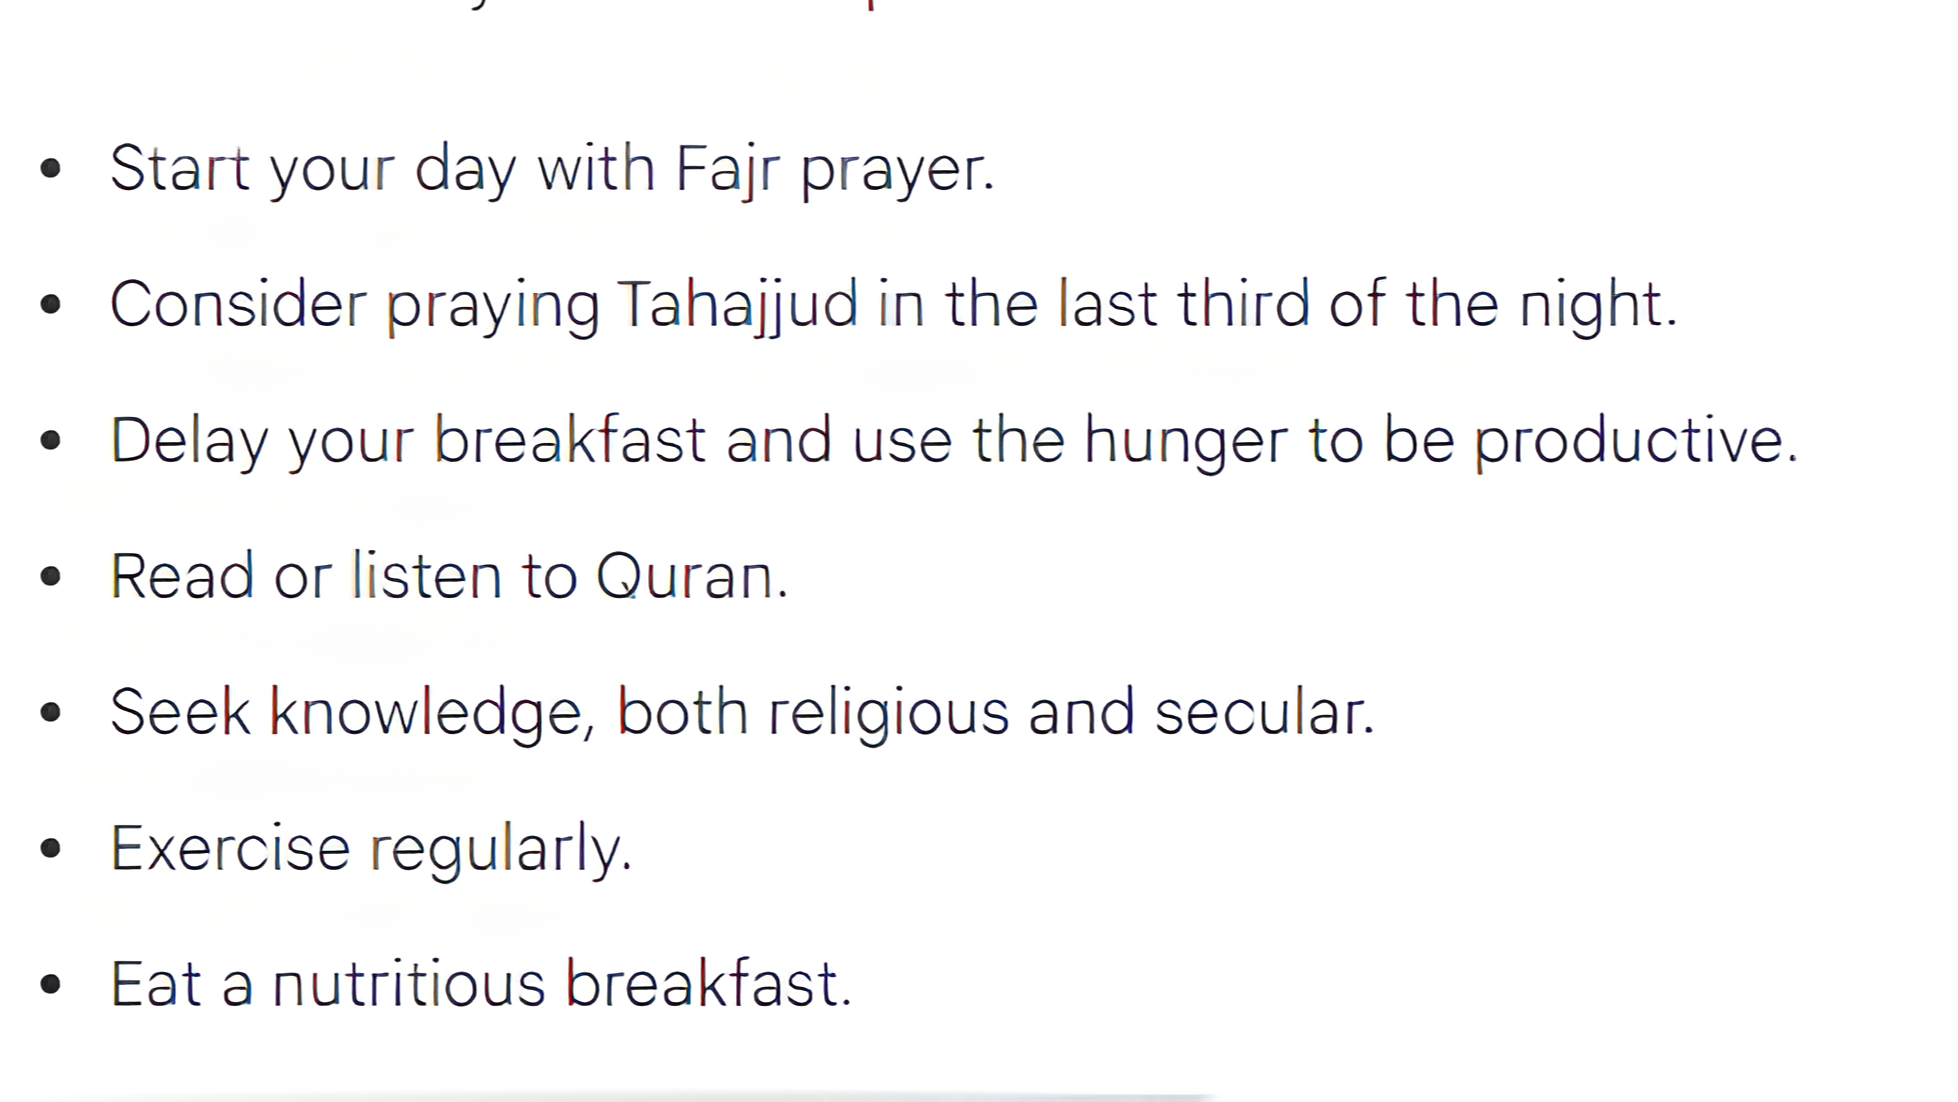 • Start your day with Fajr prayer.
• Consider praying Tahajjud in the last third of the night.
• Delay your breakfast and use the hunger to be productive.
• Read or listen to Quran.
• Seek knowledge, both religious and secular.
• Exercise regularly.
• Eat a nutritious breakfast.